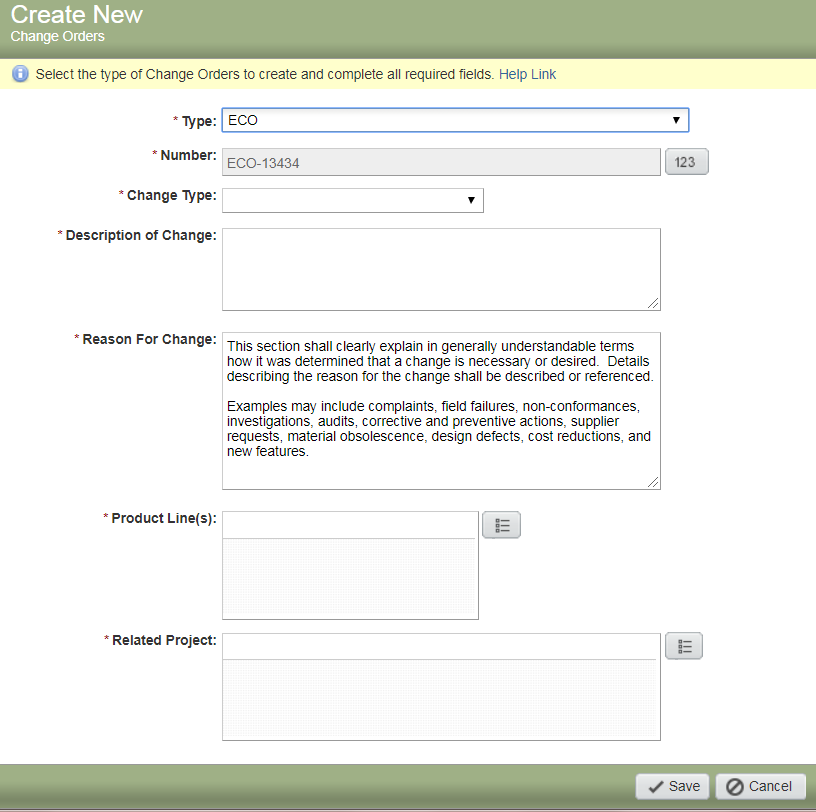 Create New
Change Orders
Select the type of Change Orders to create and complete all required fields. Help Link
* Type: ECO
* Number: ECO-13434 123
* Change Type:
* Description of Change:
* Reason For Change:
This section shall clearly explain in generally understandable terms
how it was determined that a change is necessary or desired.  Details
describing the reason for the change shall be described or referenced.
Examples may include complaints, field failures, non-conformances,
investigations, audits, corrective and preventive actions, supplier
requests, material obsolescence, design defects, cost reductions, and
new features.
* Product Line(s):
* Related Project:
Save Cancel